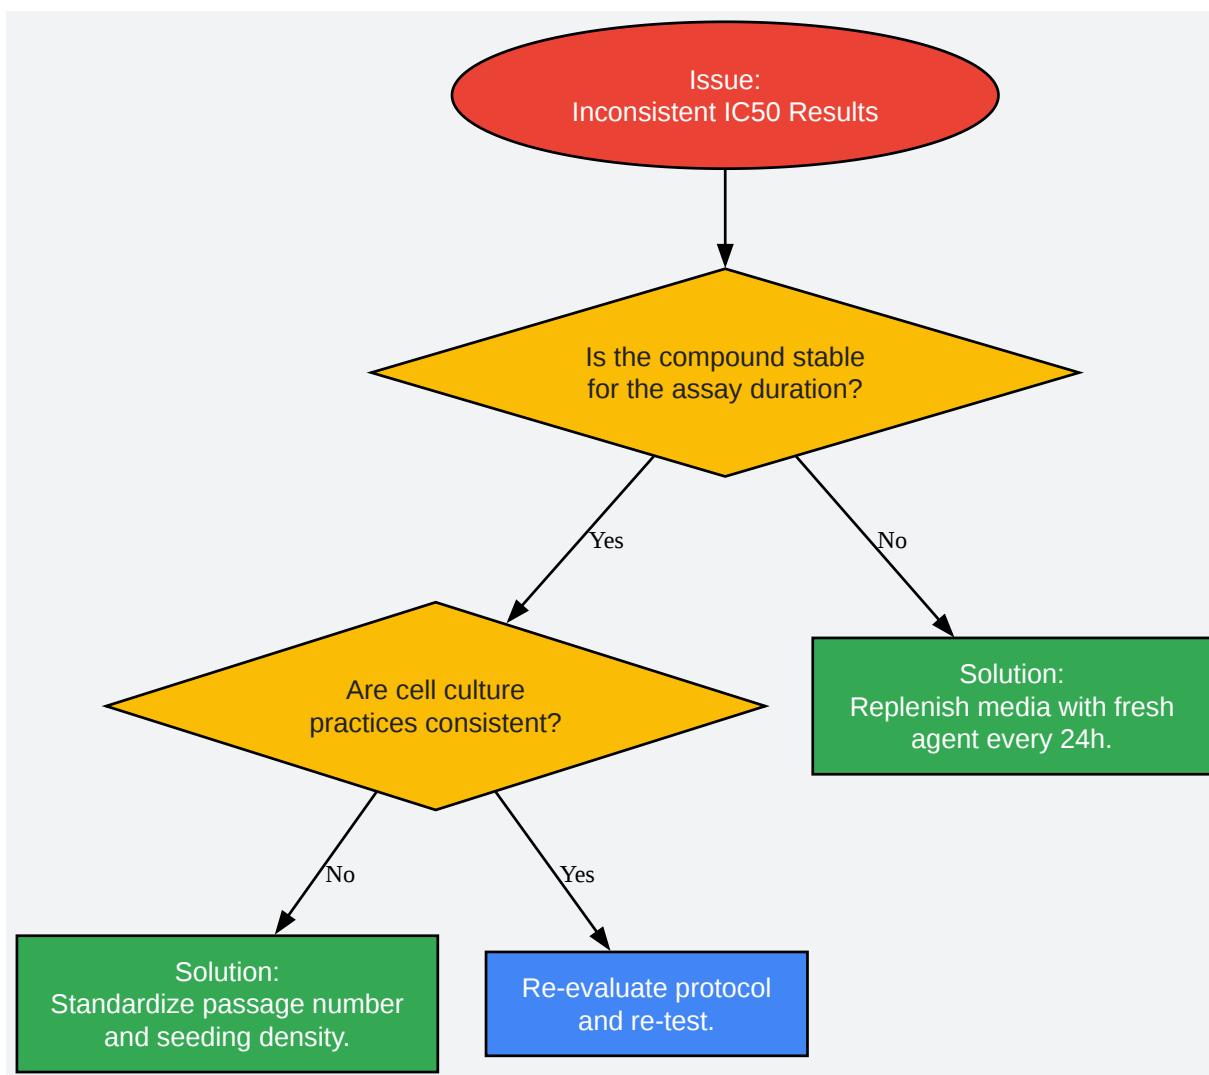 Issue:
Inconsistent IC50 Results
Is the compound stable
for the assay duration?
Yes
No
Are cell culture
practices consistent?
Solution:
Replenish media with fresh
agent every 24h.
No
Yes
Solution:
Standardize passage number
and seeding density.
Re-evaluate protocol
and re-test.